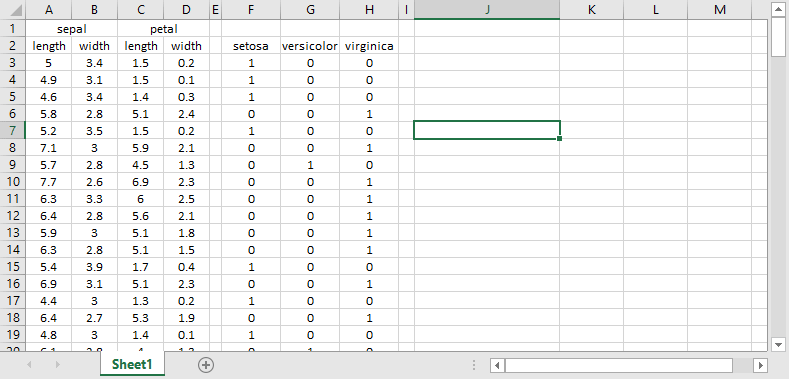 A B C D E F G H I J K L M
1 sepal petal
2 length width length width setosa versicolor virginica
3 5 3.4 1.5 0.2 1 0 0
4 4.9 3.1 1.5 0.1 1 0 0
5 4.6 3.4 1.4 0.3 1 0 0
6 5.8 2.8 5.1 2.4 0 0 1
7 5.2 3.5 1.5 0.2 1 0 0
8 7.1 3 5.9 2.1 0 0 1
9 5.7 2.8 4.5 1.3 0 1 0
10 7.7 2.6 6.9 2.3 0 0 1
11 6.3 3.3 6 2.5 0 0 1
12 6.4 2.8 5.6 2.1 0 0 1
13 5.9 3 5.1 1.8 0 0 1
14 6.3 2.8 5.1 1.5 0 0 1
15 5.4 3.9 1.7 0.4 1 0 0
16 6.9 3.1 5.1 2.3 0 0 1
17 4.4 3 1.3 0.2 1 0 0
18 6.4 2.7 5.3 1.9 0 0 1
19 4.8 3 1.4 0.1 1 0 0
Sheet1